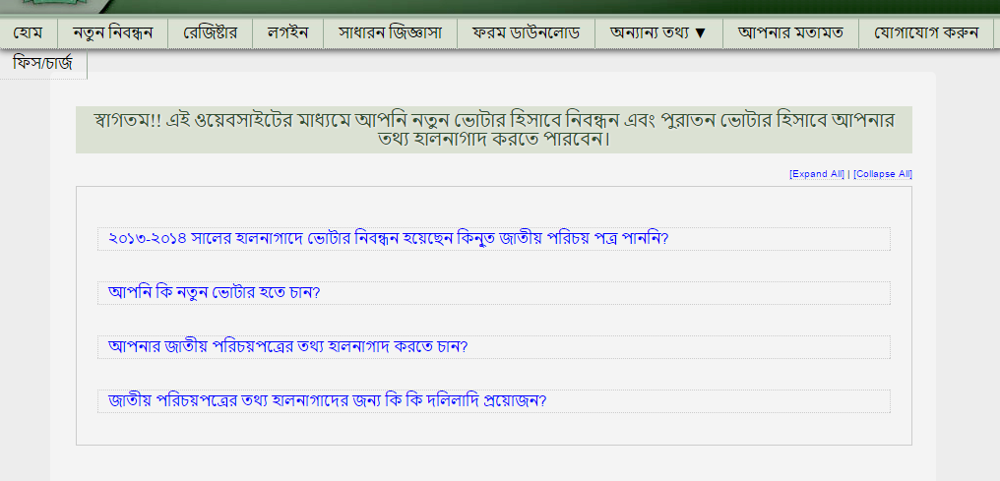 হোম নতুন নিবন্ধন রেজিষ্টার লগইন সাধারন জিজ্ঞাসা ফরম ডাউনলোড অন্যান্য তথ্য ▼ আপনার মতামত যোগাযোগ করুন
ফিস/চার্জ
স্বাগতম!! এই ওয়েবসাইটের মাধ্যমে আপনি নতুন ভোটার হিসাবে নিবন্ধন এবং পুরাতন ভোটার হিসাবে আপনার
তথ্য হালনাগাদ করতে পারবেন।
[Expand All] | [Collapse All]
২০১৩-২০১৪ সালের হালনাগাদে ভোটার নিবন্ধন হয়েছেন কিনু্ত জাতীয় পরিচয় পত্র পাননি?
আপনি কি নতুন ভোটার হতে চান?
আপনার জাতীয় পরিচয়পত্রের তথ্য হালনাগাদ করতে চান?
জাতীয় পরিচয়পত্রের তথ্য হালনাগাদের জন্য কি কি দলিলাদি প্রয়োজন?